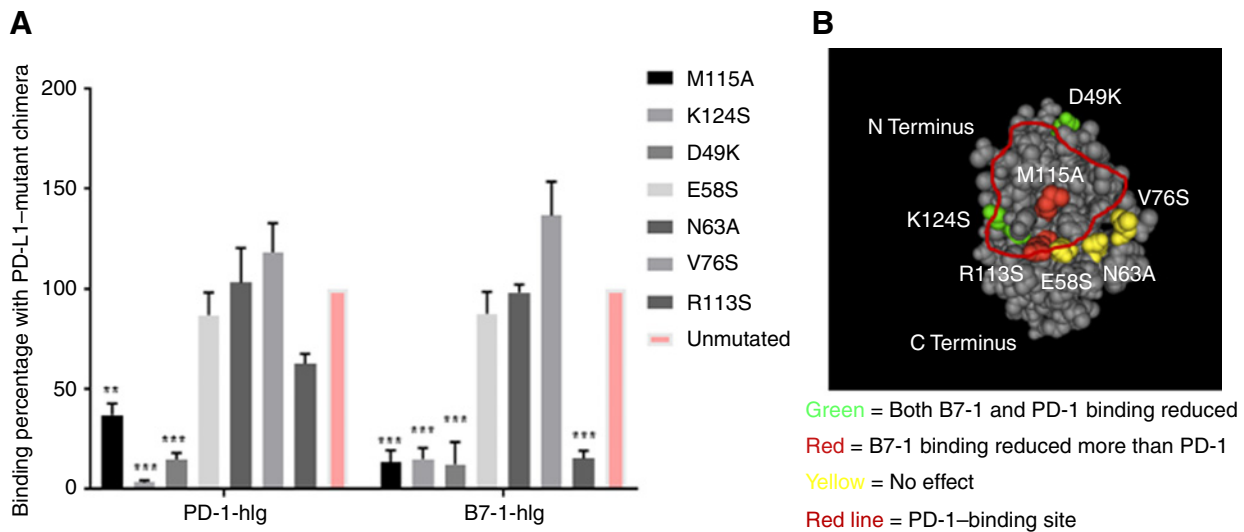 A
Binding percentage with PD-L1–mutant chimera
200
150
100
50
0
**
***
***
***
***
***
***
PD-1-hIg
B7-1-hIg
M115A
K124S
D49K
E58S
N63A
V76S
R113S
Unmutated
B
D49K
N Terminus
M115A
V76S
K124S
R113S
E58S
N63A
C Terminus
Green = Both B7-1 and PD-1 binding reduced
Red = B7-1 binding reduced more than PD-1
Yellow = No effect
Red line = PD-1–binding site